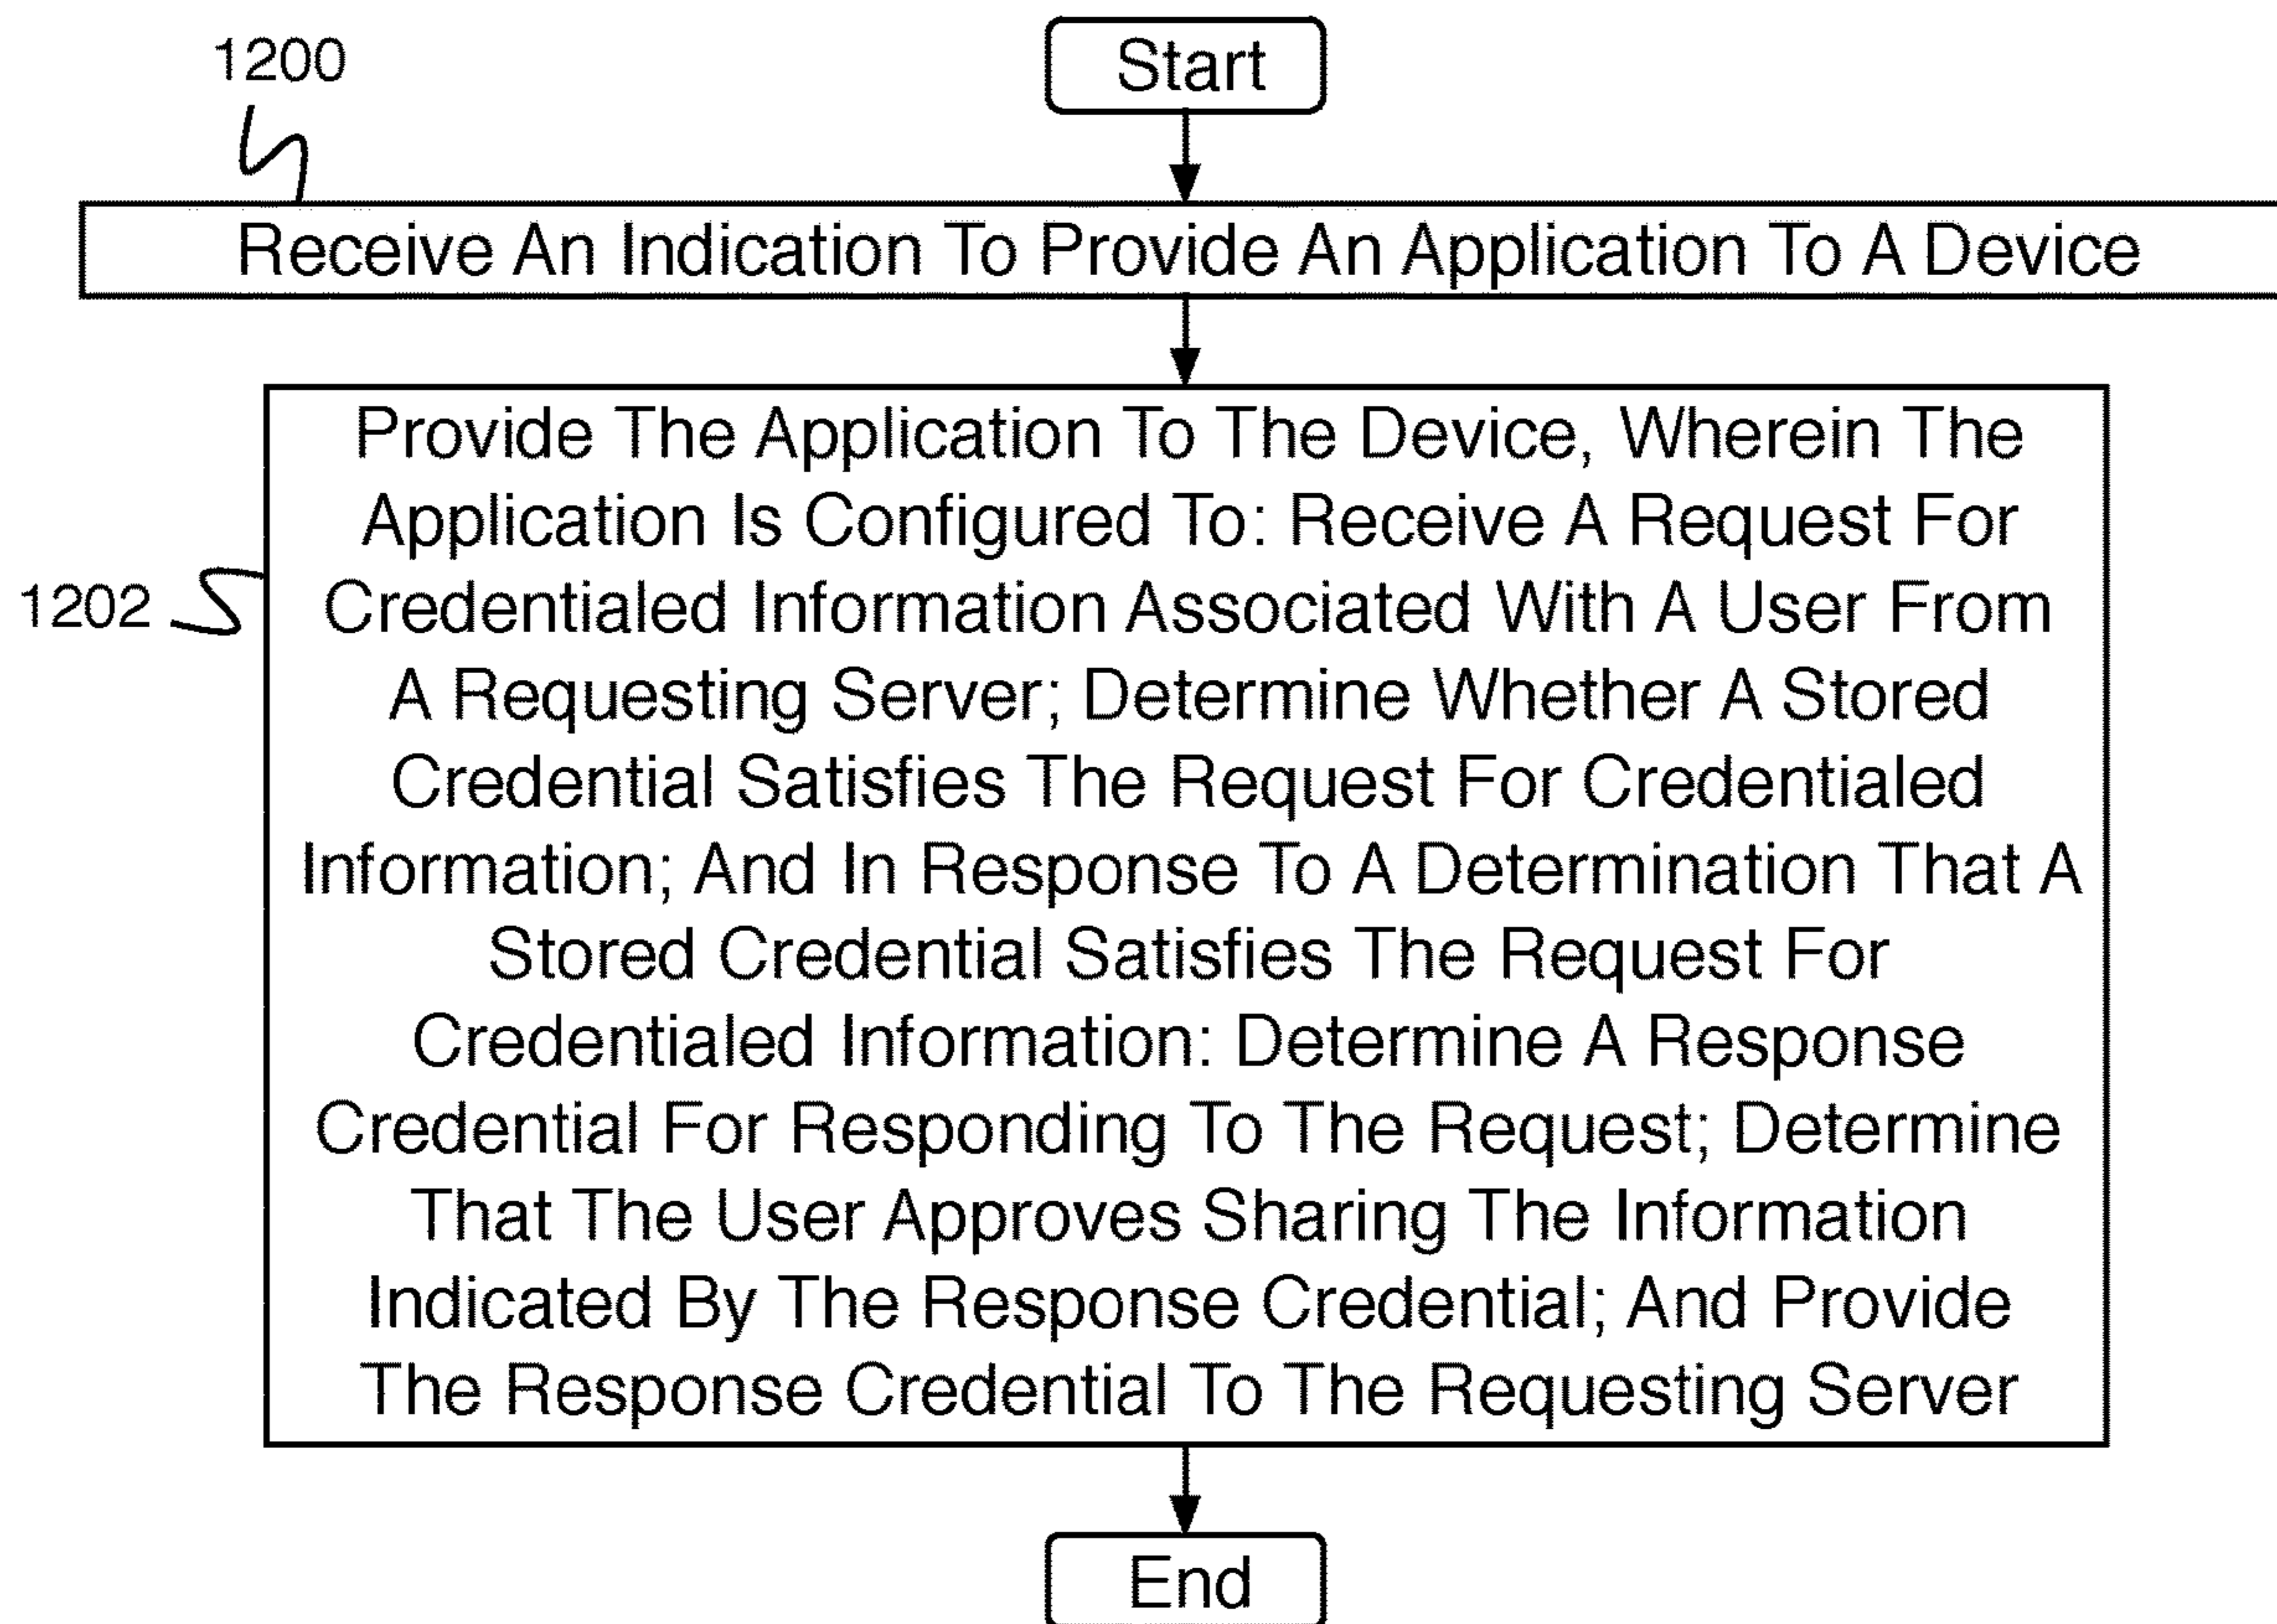 1200
Start
Receive An Indication To Provide An Application To A Device
Provide The Application To The Device, Wherein The
Application Is Configured To: Receive A Request For
1202
Credentialed Information Associated With A User From
A Requesting Server; Determine Whether A Stored
Credential Satisfies The Request For Credentialed
Information; And In Response To A Determination That A
Stored Credential Satisfies The Request For
Credentialed Information: Determine A Response
Credential For Responding To The Request; Determine
That The User Approves Sharing The Information
Indicated By The Response Credential; And Provide
The Response Credential To The Requesting Server
End